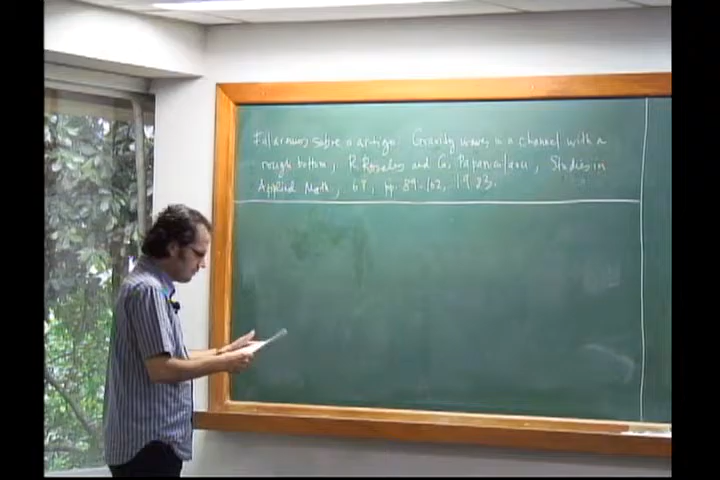 Falaremos sobre o artigo. Gravity waves in a channel with a
rough bottom, R. Rosales and G. Papanicolaou, Studies in
Applied Math, 68, pp. 89-102, 1983.